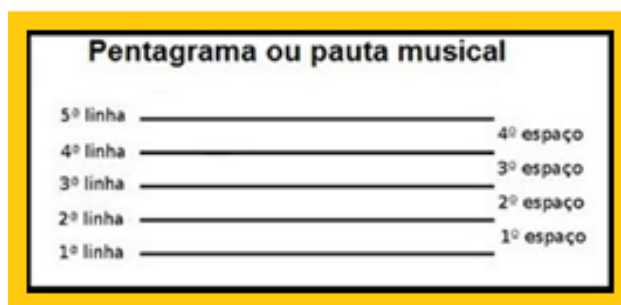 Pentagrama ou pauta musical
5º linha
4º espaço
4º linha
3º espaço
3º linha
2º espaço
2º linha
1º espaço
1º linha